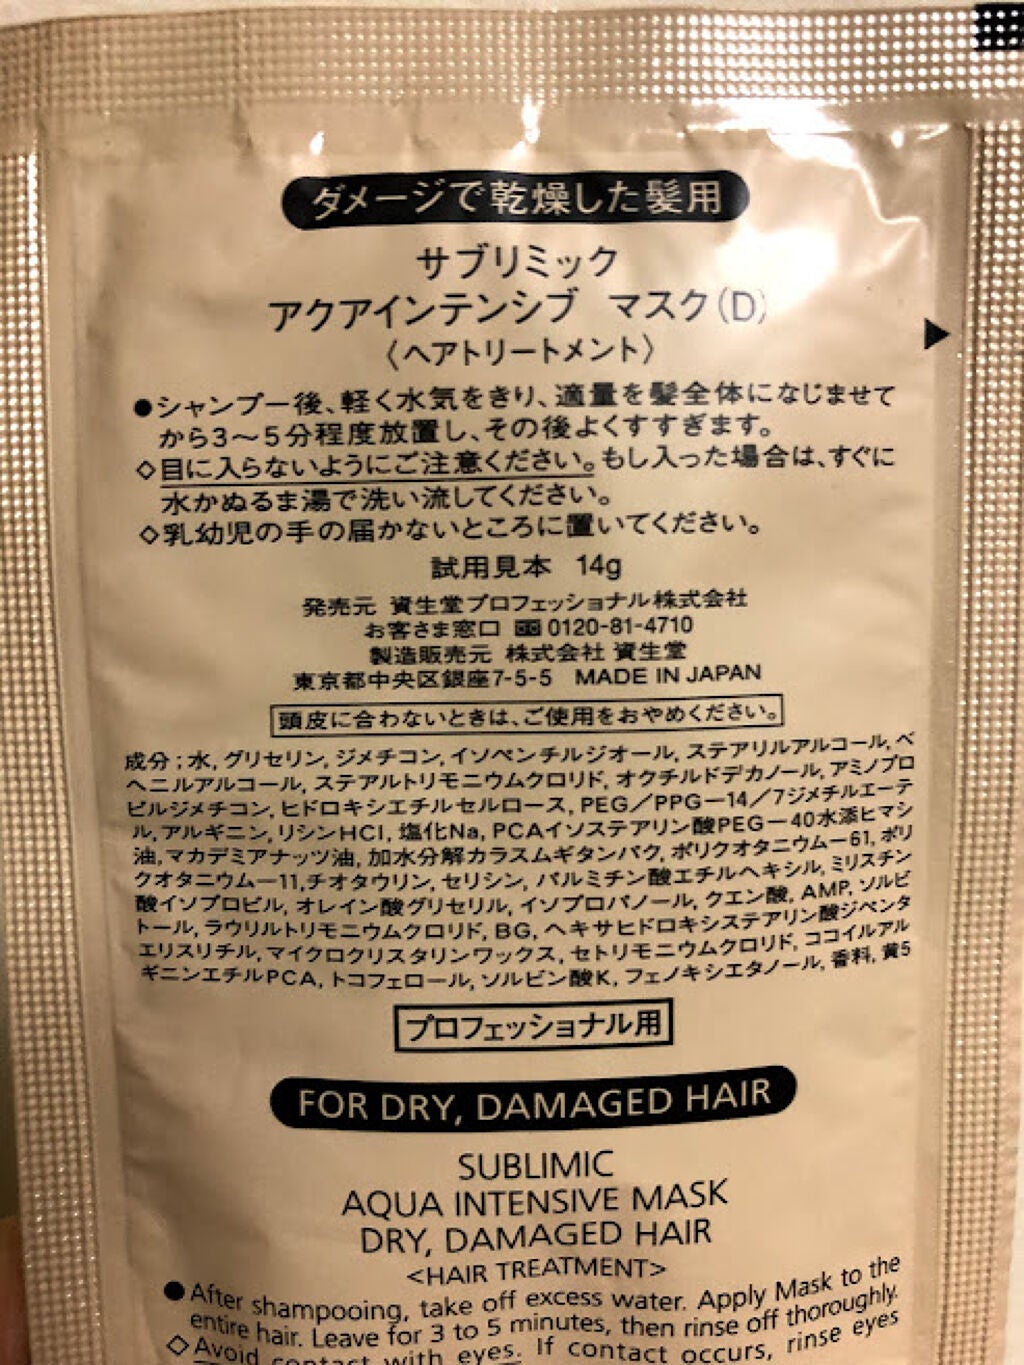 ダメージで乾燥した髪用
サブリミック
アクアインテンシブ マスク(D)
〈ヘアトリートメント〉
●シャンプー後、軽く水気をきり、適量を髪全体になじませて
から3〜5分程度放置し、その後よくすすぎます。
◇目に入らないようにご注意ください。もし入った場合は、すぐに
水かぬるま湯で洗い流してください。
◇乳幼児の手の届かないところに置いてください。
試用見本 14g
発売元 資生堂プロフェッショナル株式会社
お客さま窓口 0120-81-4710
製造販売元 株式会社 資生堂
東京都中央区銀座7-5-5 MADE IN JAPAN
頭皮に合わないときは、ご使用をおやめください。
成分;水, グリセリン, ジメチコン, イソペンチルジオール, ステアリルアルコール, ベ
ヘニルアルコール, ステアルトリモニウムクロリド, オクチルドデカノール, アミノプロ
ピルジメチコン, ヒドロキシエチルセルロース, PEG/PPG-14/7ジメチルエーテ
ル, アルギニン, リシンHCl, 塩化Na, PCAイソステアリン酸PEG-40水添ヒマシ
油, マカデミアナッツ油, 加水分解カラスムギタンパク, ポリクオタニウム-61, ポリ
クオタニウム-11, チオタウリン, セリシン, パルミチン酸エチルヘキシル, ミリスチン
酸イソプロピル, オレイン酸グリセリル, イソプロパノール, クエン酸, AMP, ソルビ
トール, ラウリルトリモニウムクロリド, BG, ヘキサヒドロキシステアリン酸ジペンタ
エリスリチル, マイクロクリスタリンワックス, セトリモニウムクロリド, ココイルアル
ギニンエチルPCA, トコフェロール, ソルビン酸K, フェノキシエタノール, 香料, 黄5
プロフェッショナル用
FOR DRY, DAMAGED HAIR
SUBLIMIC
AQUA INTENSIVE MASK
DRY, DAMAGED HAIR
<HAIR TREATMENT>
●After shampooing, take off excess water. Apply Mask to the
entire hair. Leave for 3 to 5 minutes, then rinse off thoroughly.
◇Avoid contact with eyes. If contact occurs, rinse eyes